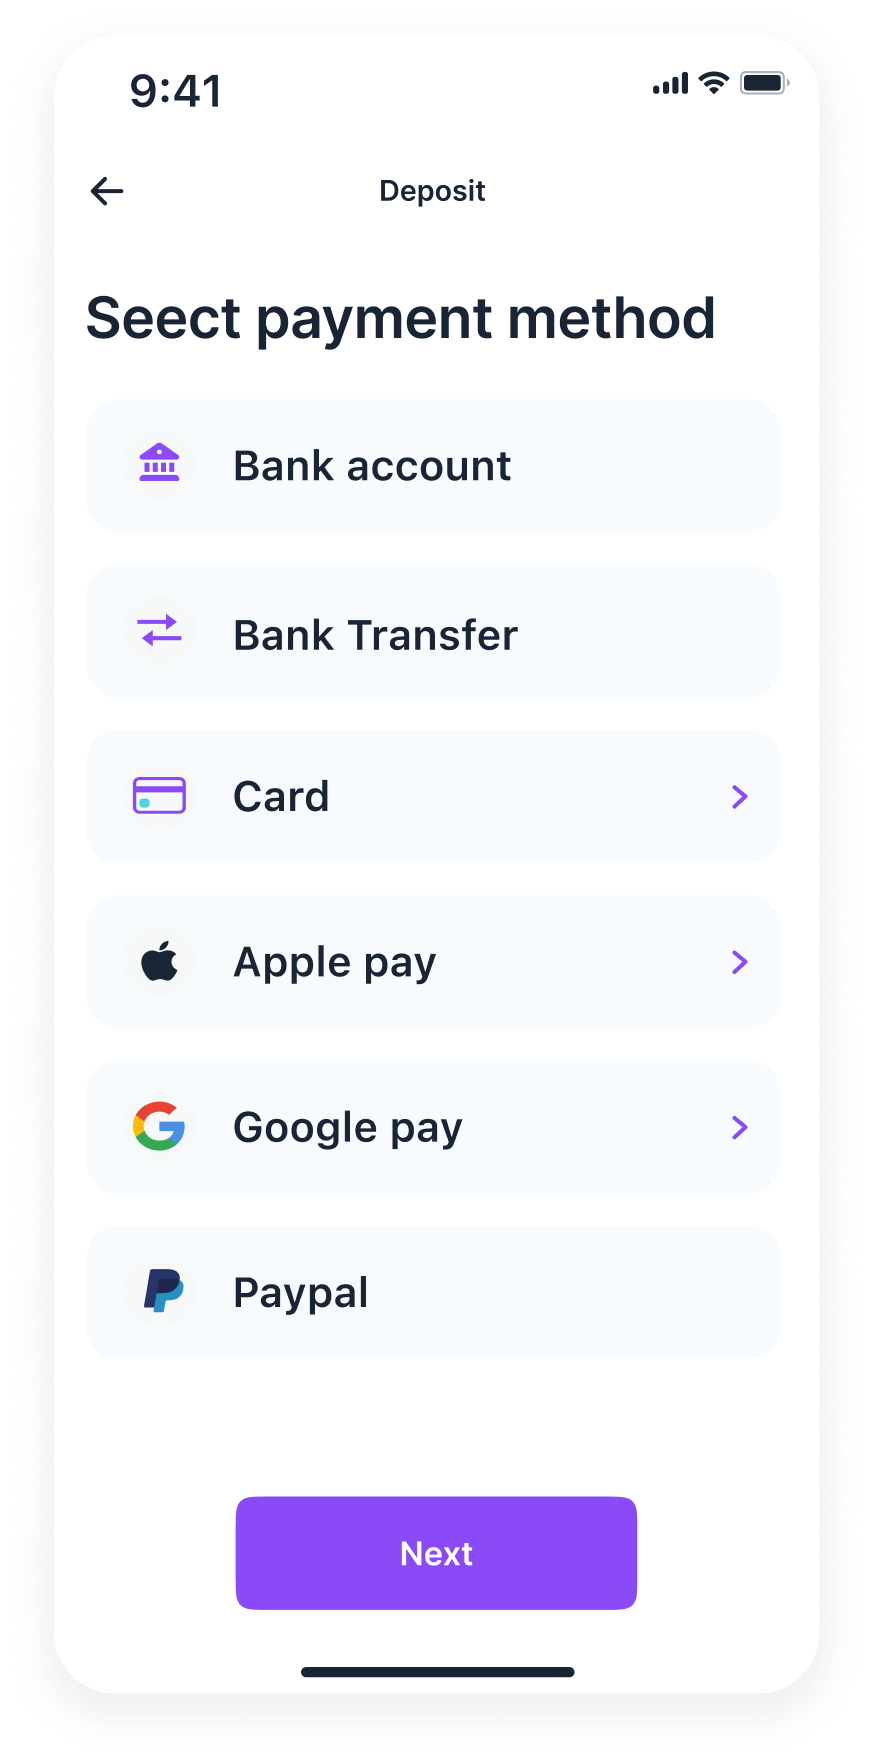 9:41
Deposit
Seect payment method
Bank account
Bank Transfer
Card
Apple pay
Google pay
Paypal
Next